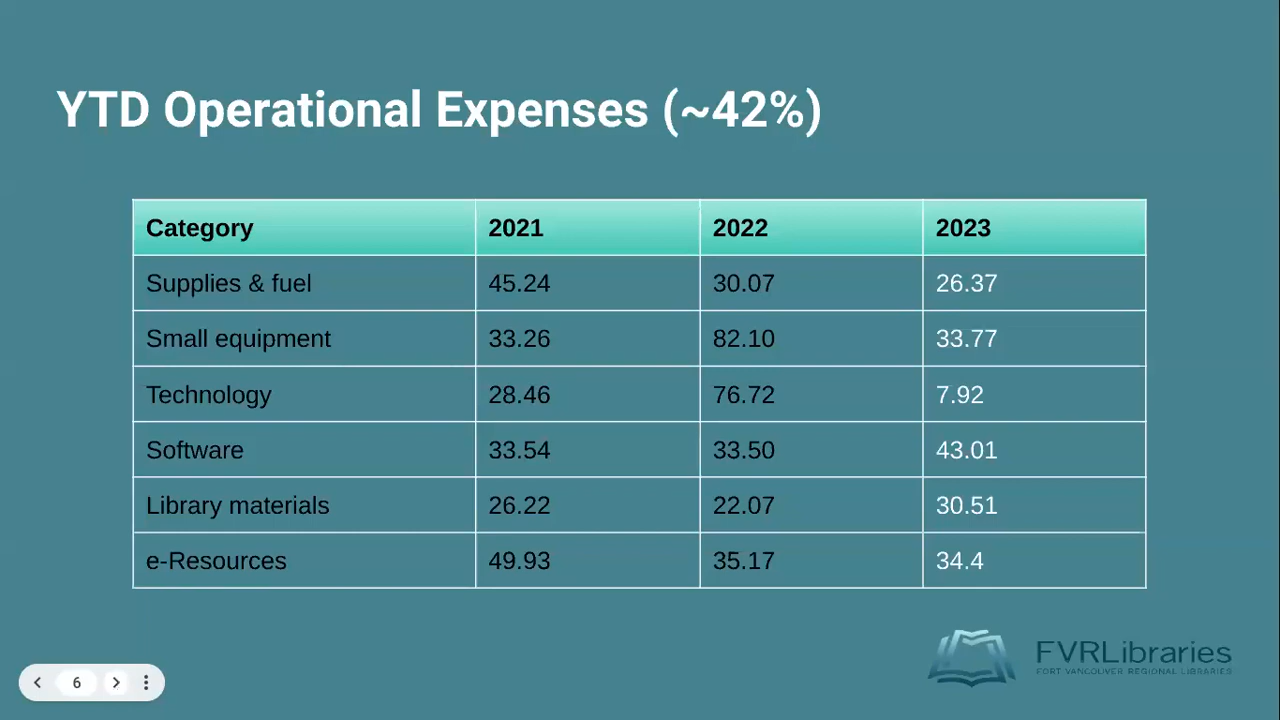 YTD Operational Expenses (~42%)
Category 2021 2022 2023
Supplies & fuel 45.24 30.07 26.37
Small equipment 33.26 82.10 33.77
Technology 28.46 76.72 7.92
Software 33.54 33.50 43.01
Library materials 26.22 22.07 30.51
e-Resources 49.93 35.17 34.4
FVRLibraries
FORT VANCOUVER REGIONAL LIBRARIES
6